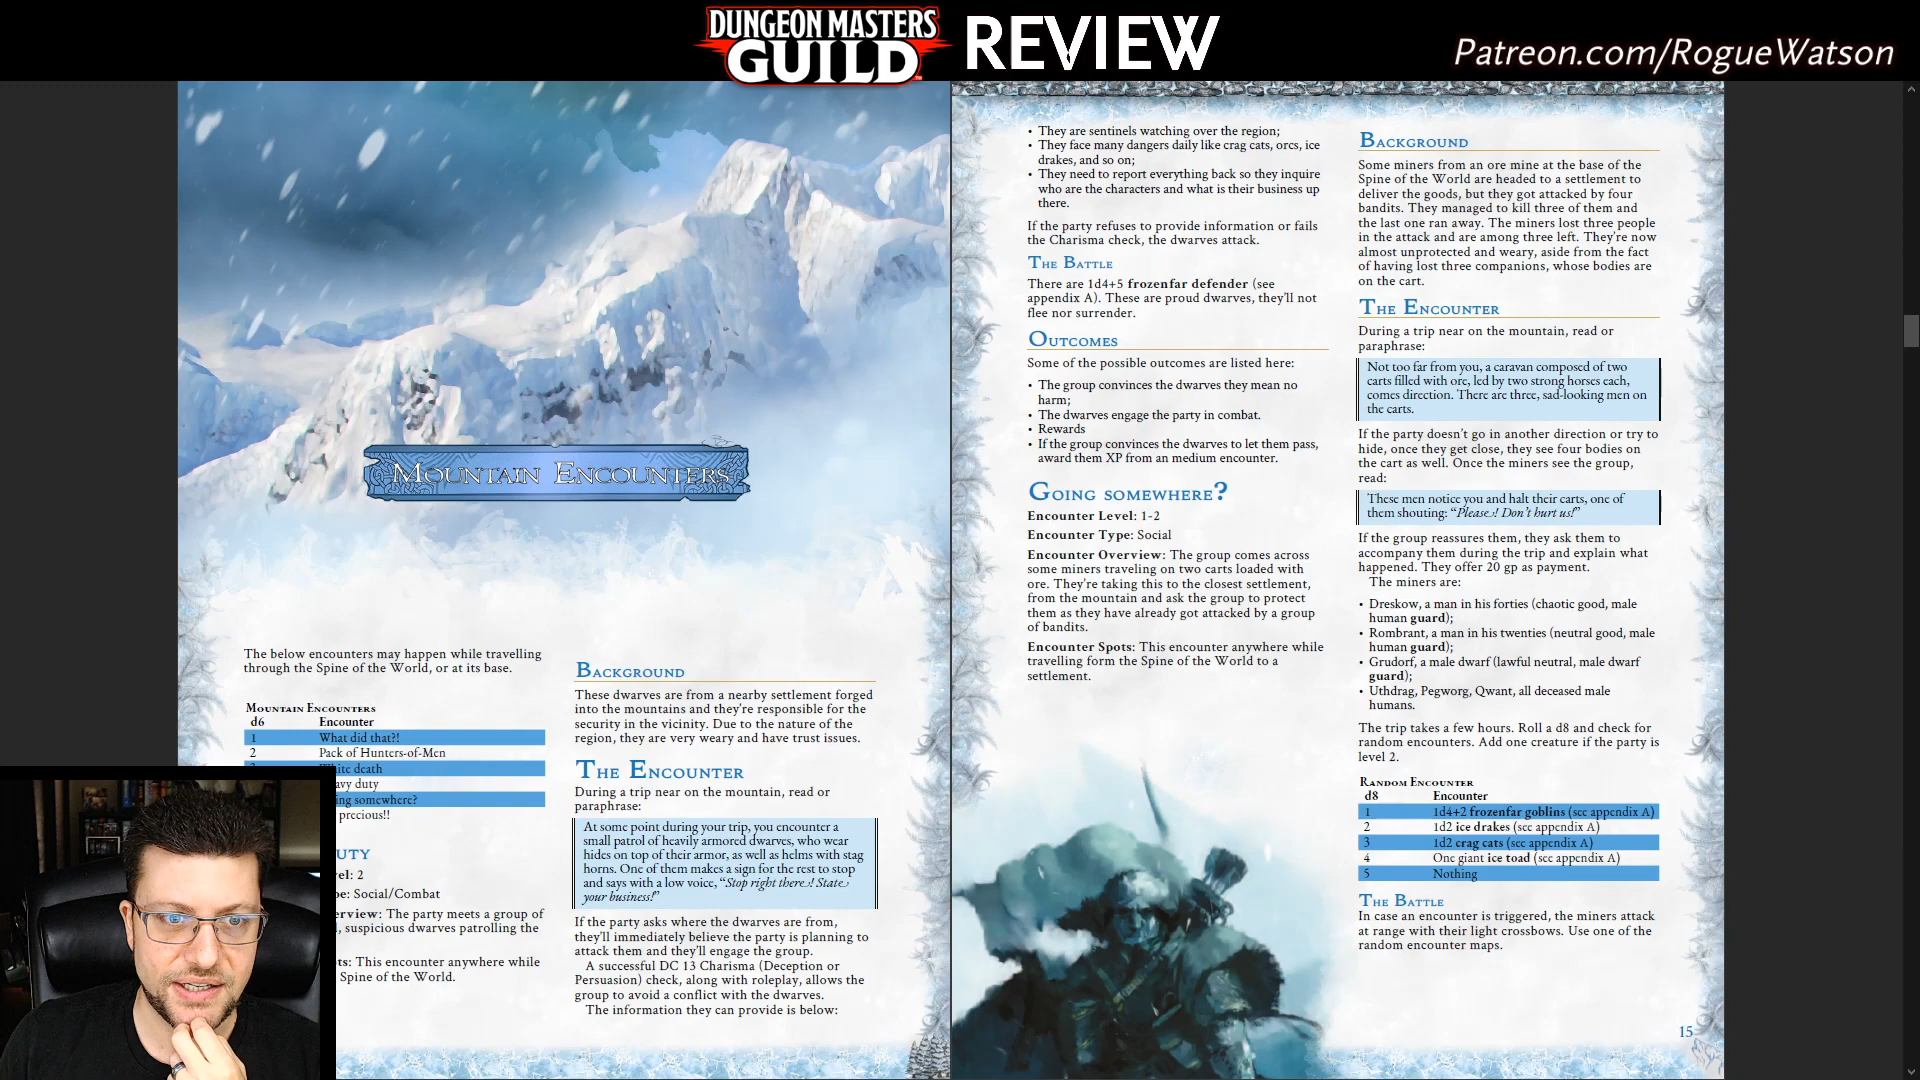 DUNGEON MASTERS
GUILD
REVIEW
Patreon.com/RogueWatson
MOUNTAIN ENCOUNTERS
The below encounters may happen while travelling
through the Spine of the World, or at its base.
MOUNTAIN ENCOUNTERS
d6 Encounter
1 What did that?!
2 Pack of Hunters-of-Men
death
duty
somewhere?
precious!!
2
Social/Combat
The party meets a group of
suspicious dwarves patrolling the
This encounter anywhere while
Spine of the World.
BACKGROUND
These dwarves are from a nearby settlement forged
into the mountains and they're responsible for the
security in the vicinity. Due to the nature of the
region, they are very weary and have trust issues.
THE ENCOUNTER
During a trip near on the mountain, read or
paraphrase:
At some point during your trip, you encounter a
small patrol of heavily armored dwarves, who wear
hides on top of their armor, as well as helms with stag
horns. One of them makes a sign for the rest to stop
and says with a low voice, “Stop right there! State
your business!”
If the party asks where the dwarves are from,
they'll immediately believe the party is planning to
attack them and they'll engage the group.
A successful DC 13 Charisma (Deception or
Persuasion) check, along with roleplay, allows the
group to avoid a conflict with the dwarves.
The information they can provide is below:
• They are sentinels watching over the region;
• They face many dangers daily like crag cats, orcs, ice
drakes, and so on;
• They need to report everything back so they inquire
who are the characters and what is their business up
there.
If the party refuses to provide information or fails
the Charisma check, the dwarves attack.
THE BATTLE
There are 1d4+5 frozenfar defender (see
appendix A). These are proud dwarves, they'll not
flee nor surrender.
OUTCOMES
Some of the possible outcomes are listed here:
• The group convinces the dwarves they mean no
harm;
• The dwarves engage the party in combat.
• Rewards
• If the group convinces the dwarves to let them pass,
award them XP from an medium encounter.
GOING SOMEWHERE?
Encounter Level: 1-2
Encounter Type: Social
Encounter Overview: The group comes across
some miners traveling on two carts loaded with
ore. They're taking this to the closest settlement,
from the mountain and ask the group to protect
them as they have already got attacked by a group
of bandits.
Encounter Spots: This encounter anywhere while
travelling form the Spine of the World to a
settlement.
BACKGROUND
Some miners from an ore mine at the base of the
Spine of the World are headed to a settlement to
deliver the goods, but they got attacked by four
bandits. They managed to kill three of them and
the last one ran away. The miners lost three people
in the attack and are among three left. They're now
almost unprotected and weary, aside from the fact
of having lost three companions, whose bodies are
on the cart.
THE ENCOUNTER
During a trip near on the mountain, read or
paraphrase:
Not too far from you, a caravan composed of two
carts filled with ore, led by two strong horses each,
comes direction. There are three, sad-looking men on
the carts.
If the party doesn't go in another direction or try to
hide, once they get close, they see four bodies on
the cart as well. Once the miners see the group,
read:
These men notice you and halt their carts, one of
them shouting: “Please! Don't hurt us!”
If the group reassures them, they ask them to
accompany them during the trip and explain what
happened. They offer 20 gp as payment.
The miners are:
• Dreskow, a man in his forties (chaotic good, male
human guard);
• Rombrant, a man in his twenties (neutral good, male
human guard);
• Grudorf, a male dwarf (lawful neutral, male dwarf
guard);
• Uthdrag, Pegworg, Qwant, all deceased male
humans.
The trip takes a few hours. Roll a d8 and check for
random encounters. Add one creature if the party is
level 2.
RANDOM ENCOUNTER
d8 Encounter
1 1d4+2 frozenfar goblins (see appendix A)
2 1d2 ice drakes (see appendix A)
3 1d2 crag cats (see appendix A)
4 One giant ice toad (see appendix A)
5 Nothing
THE BATTLE
In case an encounter is triggered, the miners attack
at range with their light crossbows. Use one of the
random encounter maps.
15